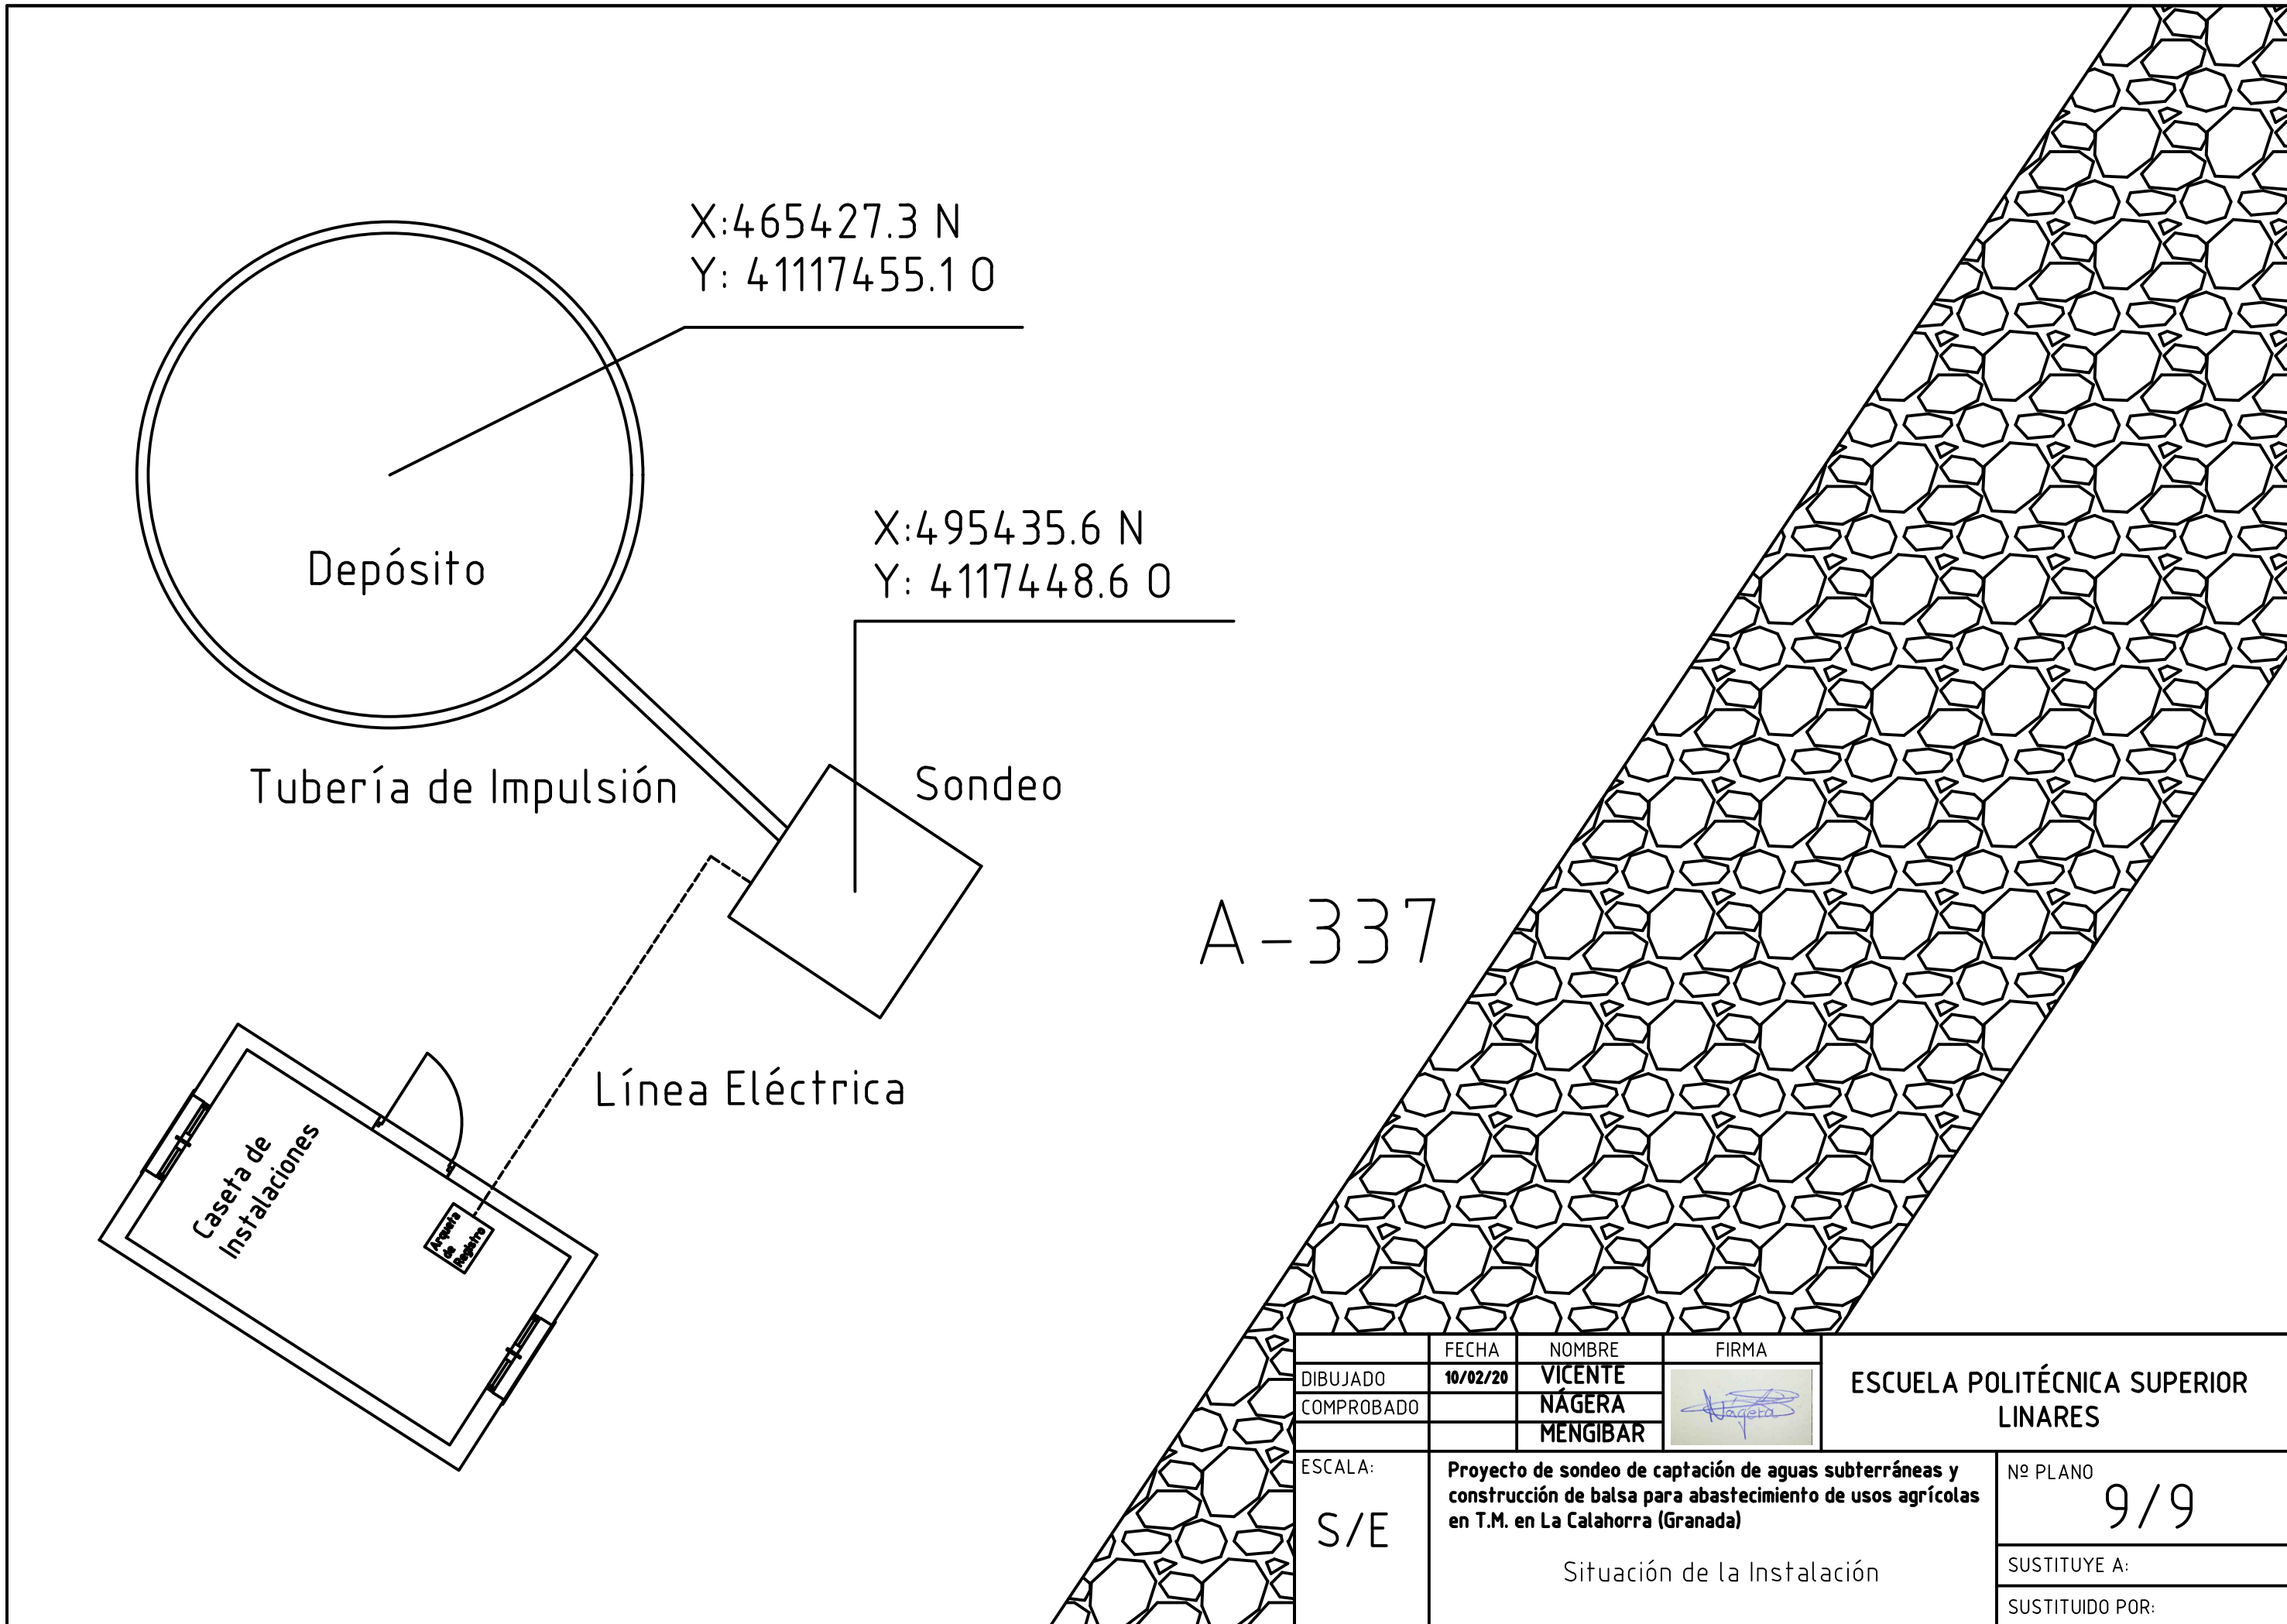 X:465427.3 N
Y: 41117455.1 O
X:495435.6 N
Y: 4117448.6 O
Depósito
Tubería de Impulsión
Sondeo
A-337
Línea Eléctrica
Caseta de
Instalaciones
Arqueta
de
Registro
FECHA NOMBRE FIRMA
DIBUJADO 10/02/20 VICENTE
COMPROBADO NÁGERA
MENGIBAR
Nágera
ESCUELA POLITÉCNICA SUPERIOR
LINARES
ESCALA:
S/E
Proyecto de sondeo de captación de aguas subterráneas y
construcción de balsa para abastecimiento de usos agrícolas
en T.M. en La Calahorra (Granada)
Situación de la Instalación
Nº PLANO
9/9
SUSTITUYE A:
SUSTITUIDO POR: